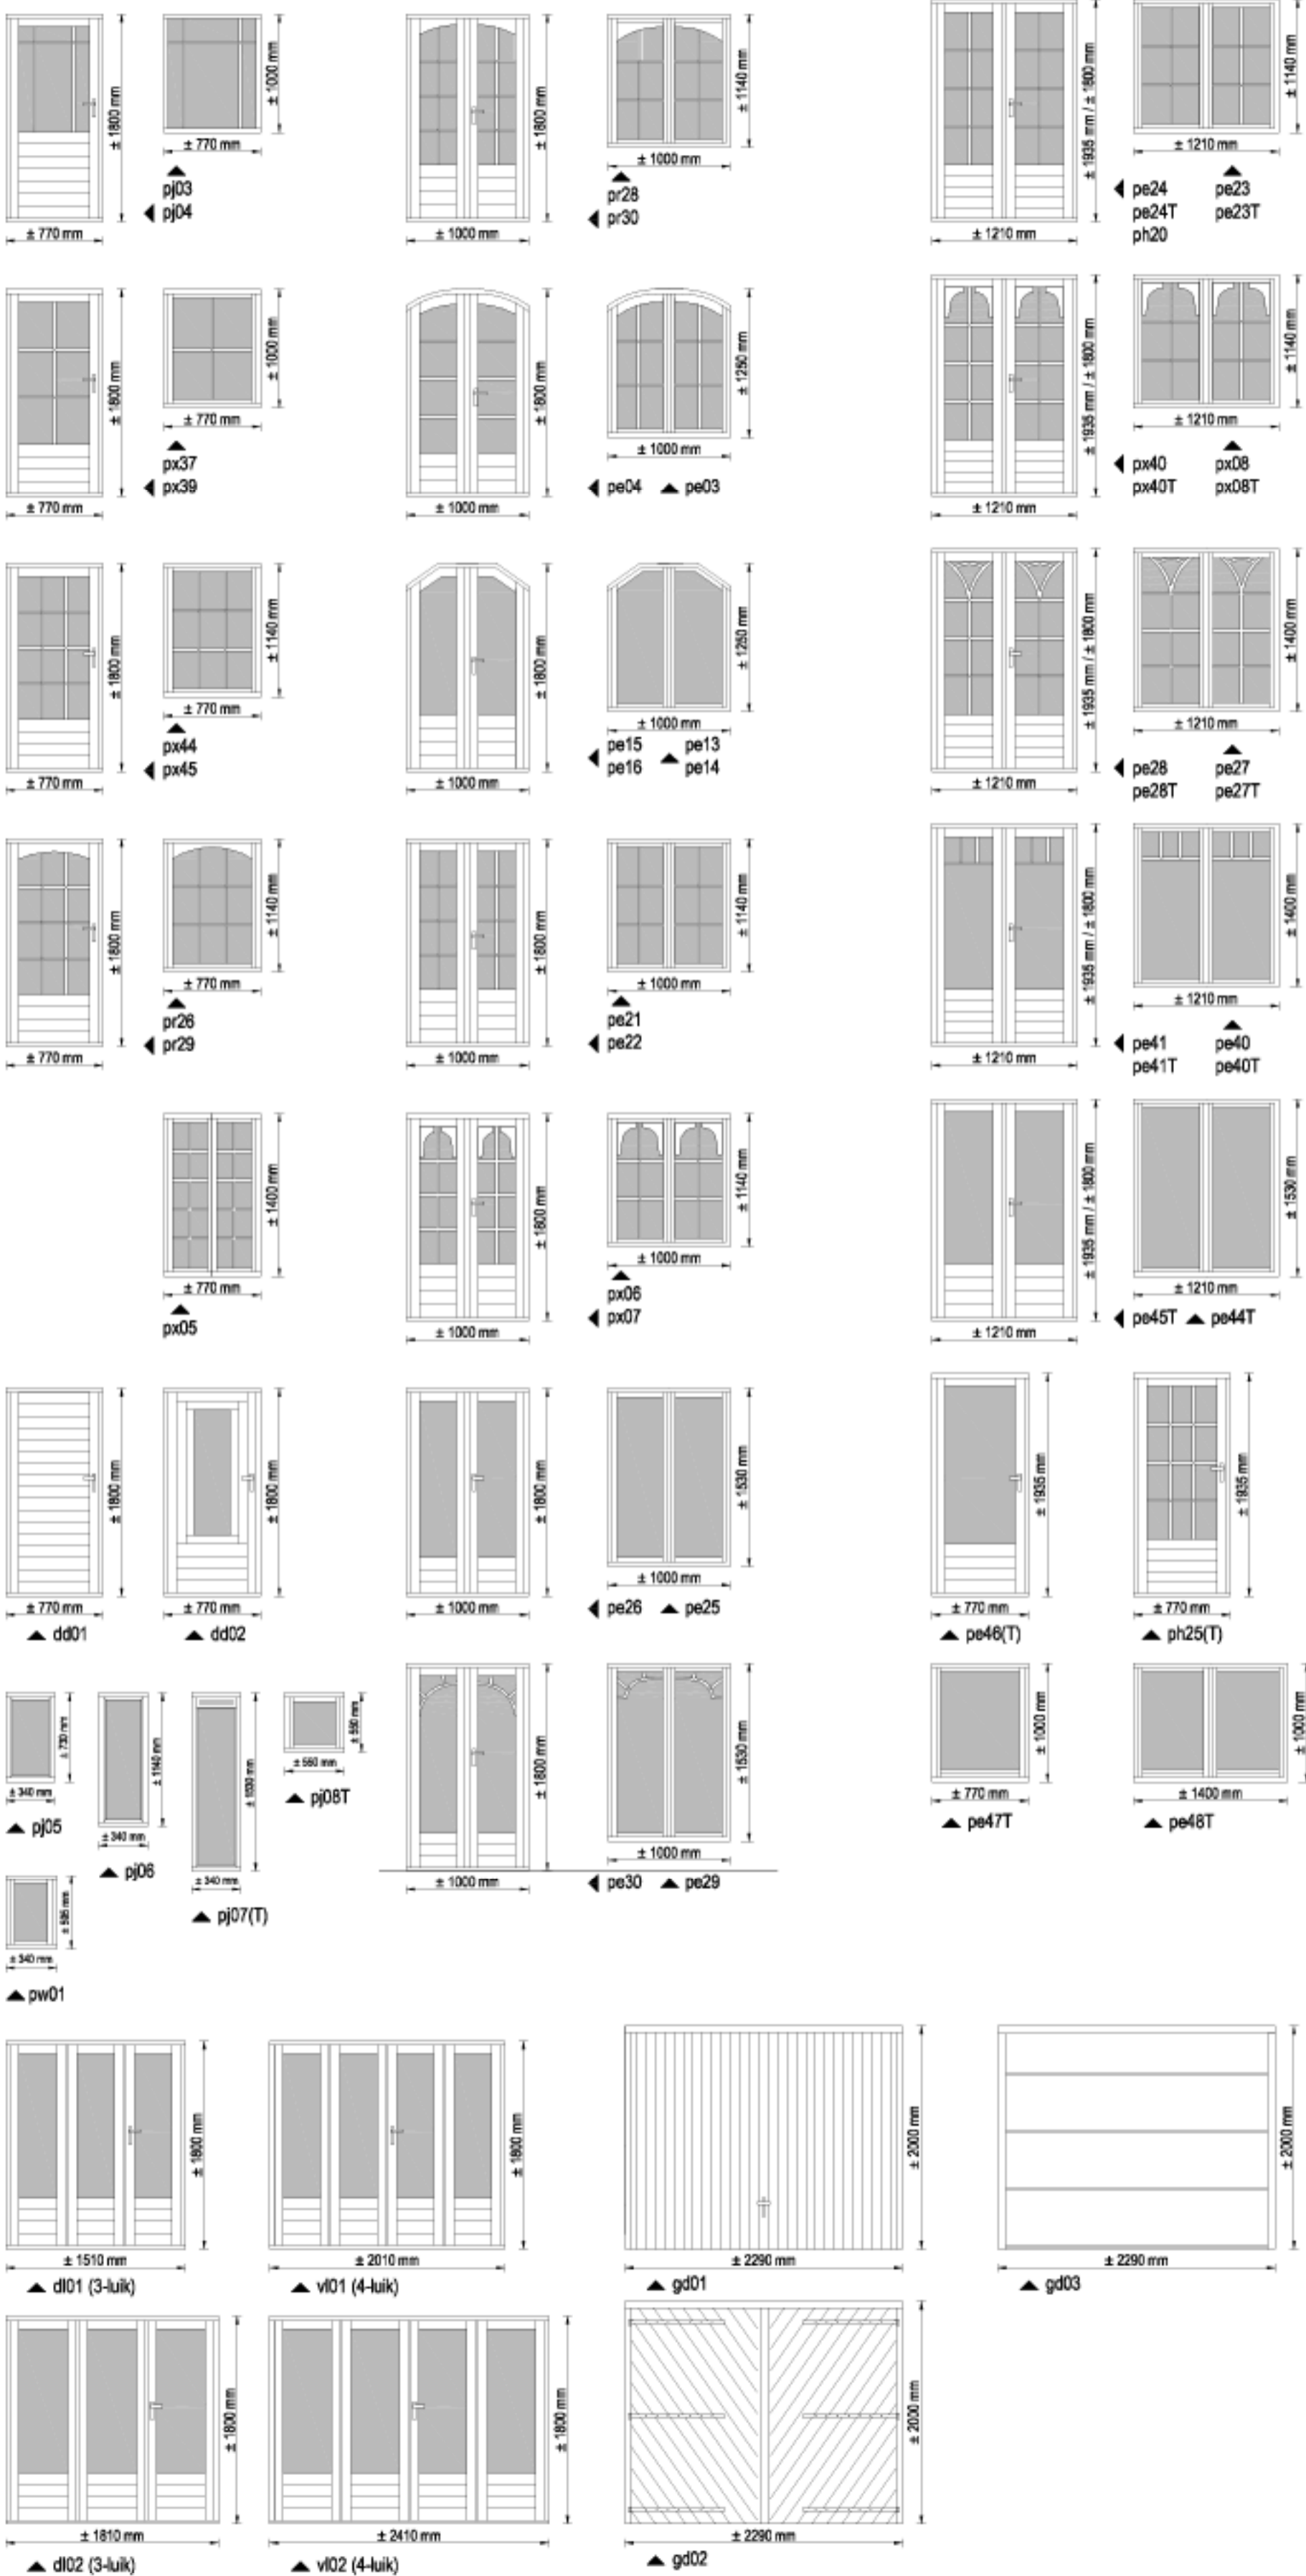 ± 1800 mm
± 770 mm
± 1000 mm
± 770 mm
pj03
pj04
± 1800 mm
± 1000 mm
± 1140 mm
± 1000 mm
pr28
pr30
± 1935 mm / ± 1800 mm
± 1210 mm
± 1140 mm
± 1210 mm
pe24 pe23
pe24T pe23T
ph20
± 1800 mm
± 770 mm
± 1000 mm
± 770 mm
px37
px39
± 1800 mm
± 1000 mm
± 1250 mm
± 1000 mm
pe04 pe03
± 1935 mm / ± 1800 mm
± 1210 mm
± 1140 mm
± 1210 mm
px40 px08
px40T px08T
± 1800 mm
± 770 mm
± 1140 mm
± 770 mm
px44
px45
± 1800 mm
± 1000 mm
± 1250 mm
± 1000 mm
pe15 pe13
pe16 pe14
± 1935 mm / ± 1800 mm
± 1210 mm
± 1400 mm
± 1210 mm
pe28 pe27
pe28T pe27T
± 1800 mm
± 770 mm
± 1140 mm
± 770 mm
pr26
pr29
± 1800 mm
± 1000 mm
± 1140 mm
± 1000 mm
pe21
pe22
± 1935 mm / ± 1800 mm
± 1210 mm
± 1400 mm
± 1210 mm
pe41 pe40
pe41T pe40T
± 1400 mm
± 770 mm
px05
± 1800 mm
± 1000 mm
± 1140 mm
± 1000 mm
px06
px07
± 1935 mm / ± 1800 mm
± 1210 mm
± 1530 mm
± 1210 mm
pe45T pe44T
± 1800 mm
± 770 mm
dd01
± 1800 mm
± 770 mm
dd02
± 1800 mm
± 1000 mm
± 1530 mm
± 1000 mm
pe26 pe25
± 1935 mm
± 770 mm
pe46(T)
± 1935 mm
± 770 mm
ph25(T)
± 730 mm
± 340 mm
pj05
± 1140 mm
± 340 mm
pj06
± 340 mm
pj07(T)
± 550 mm
± 560 mm
pj08T
± 1800 mm
± 1000 mm
± 1530 mm
± 1000 mm
pe30 pe29
± 1000 mm
± 770 mm
pe47T
± 1000 mm
± 1400 mm
pe48T
± 595 mm
± 340 mm
pw01
± 1800 mm
± 1510 mm
dl01 (3-luik)
± 1800 mm
± 2010 mm
vl01 (4-luik)
± 2000 mm
± 2290 mm
gd01
± 2000 mm
± 2290 mm
gd03
± 1800 mm
± 1810 mm
dl02 (3-luik)
± 1800 mm
± 2410 mm
vl02 (4-luik)
± 2000 mm
± 2290 mm
gd02